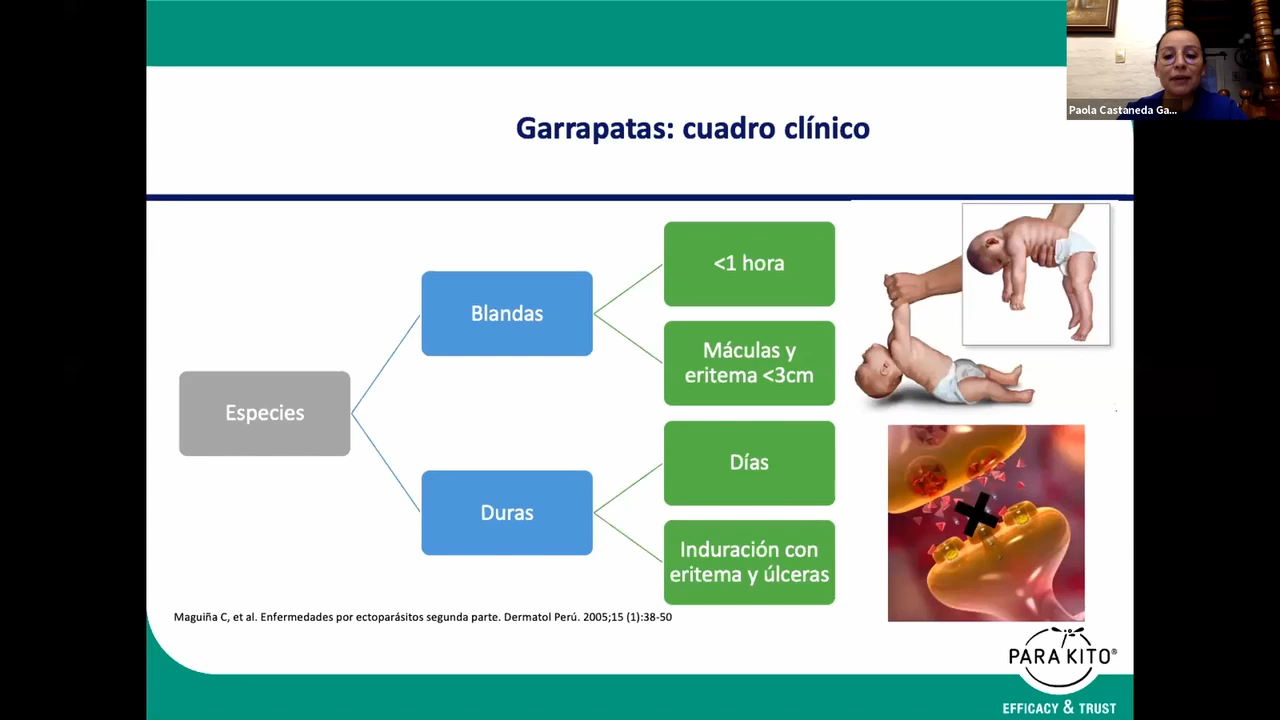 Paola Castaneda Ga...
Garrapatas: cuadro clínico
Especies
Blandas
<1 hora
Máculas y
eritema <3cm
Duras
Días
Induración con
eritema y úlceras
Maguiña C, et al. Enfermedades por ectoparásitos segunda parte. Dermatol Perú. 2005;15 (1):38-50
PARA KITO®
EFFICACY & TRUST